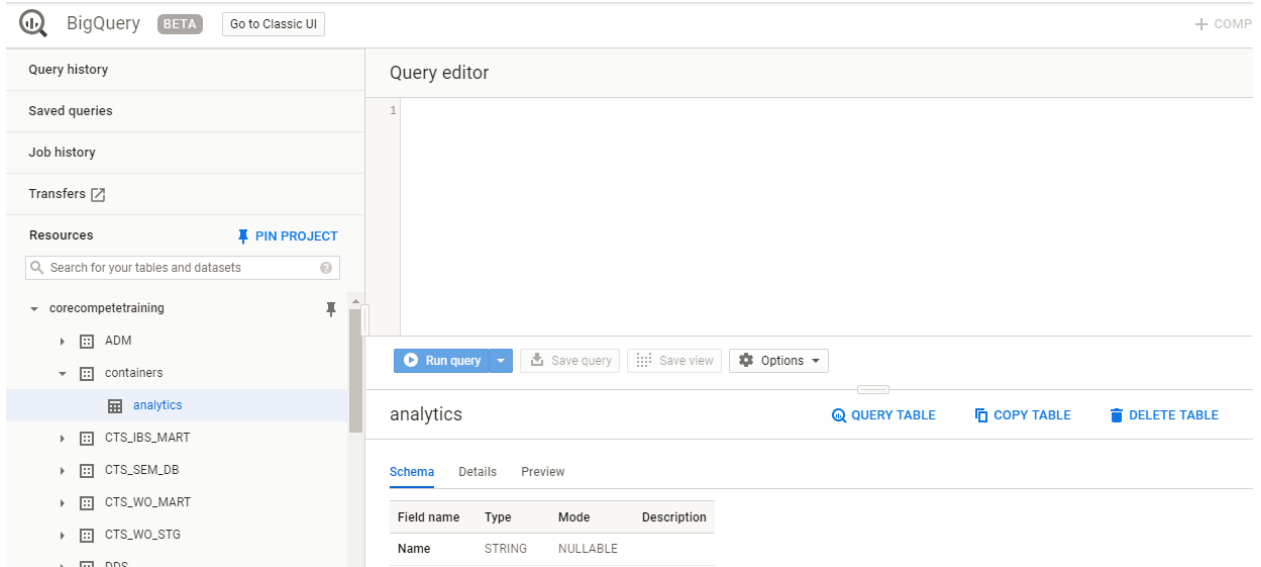 BigQuery BETA Go to Classic UI
+ COMP
Query history
Saved queries
Job history
Transfers
Resources PIN PROJECT
Search for your tables and datasets
corecompetetraining
ADM
containers
analytics
CTS_IBS_MART
CTS_SEM_DB
CTS_WO_MART
CTS_WO_STG
DDS
Query editor
1
Run query Save query Save view Options
analytics QUERY TABLE COPY TABLE DELETE TABLE
Schema Details Preview
Field name Type Mode Description
Name STRING NULLABLE